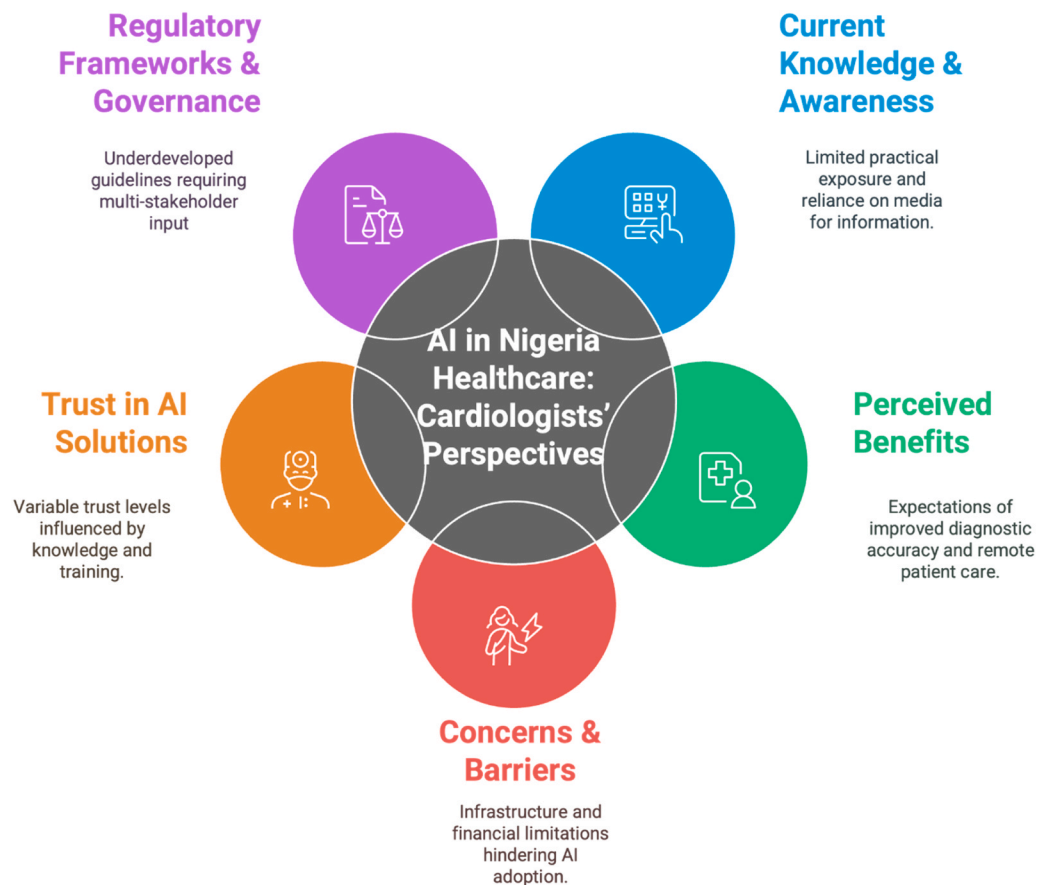 Regulatory
Frameworks &
Governance
Underdeveloped
guidelines requiring
multi-stakeholder
input
Current
Knowledge &
Awareness
Limited practical
exposure and
reliance on media
for information.
AI in Nigeria
Healthcare:
Cardiologists’
Perspectives
Trust in AI
Solutions
Variable trust levels
influenced by
knowledge and
training.
Perceived
Benefits
Expectations of
improved diagnostic
accuracy and remote
patient care.
Concerns &
Barriers
Infrastructure and
financial limitations
hindering AI
adoption.